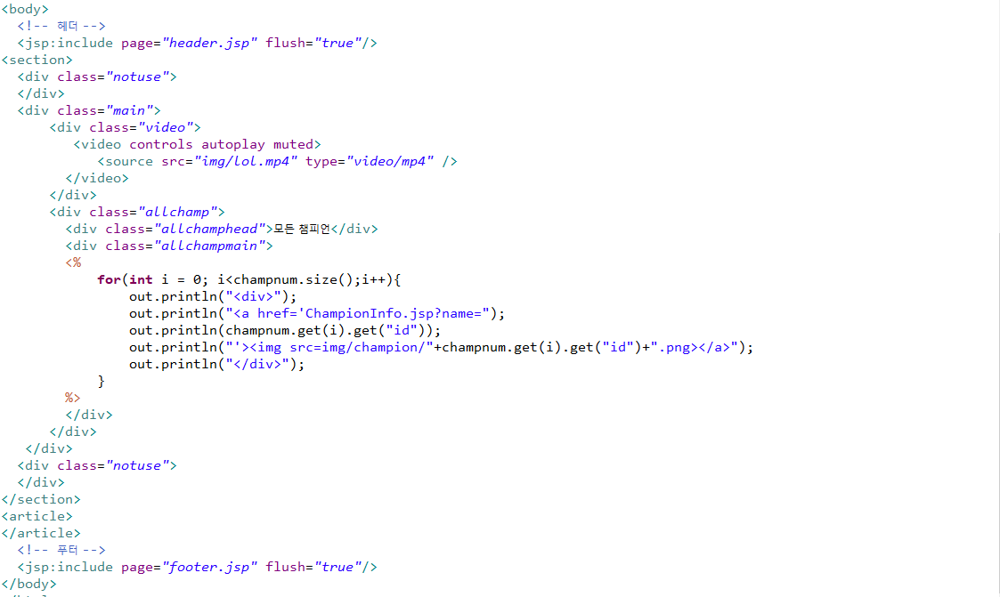 <body>
<!-- 헤더 -->
<jsp:include page="header.jsp" flush="true"/>
<section>
<div class="notuse">
</div>
<div class="main">
<div class="video">
<video controls autoplay muted>
<source src="img/lol.mp4" type="video/mp4" />
</video>
</div>
<div class="allchamp">
<div class="allchamphead">모든 챔피언</div>
<div class="allchampmain">
<%
for(int i = 0; i<champnum.size();i++){
out.println("<div>");
out.println("<a href='ChampionInfo.jsp?name=");
out.println(champnum.get(i).get("id"));
out.println("'><img src=img/champion/"+champnum.get(i).get("id")+".png></a>");
out.println("</div>");
}
%>
</div>
</div>
</div>
<div class="notuse">
</div>
</section>
<article>
</article>
<!-- 푸터 -->
<jsp:include page="footer.jsp" flush="true"/>
</body>